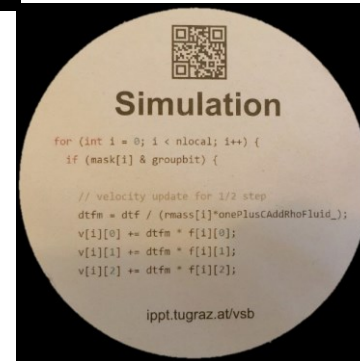 Simulation
for (int i = 0; i < nlocal; i++) {
if (mask[i] & groupbit) {
// velocity update for 1/2 step
dtfm = dtf / (rmass[i]*onePlusCAddRhoFluid_);
v[i][0] += dtfm * f[i][0];
v[i][1] += dtfm * f[i][1];
v[i][2] += dtfm * f[i][2];
ippt.tugraz.at/vsb